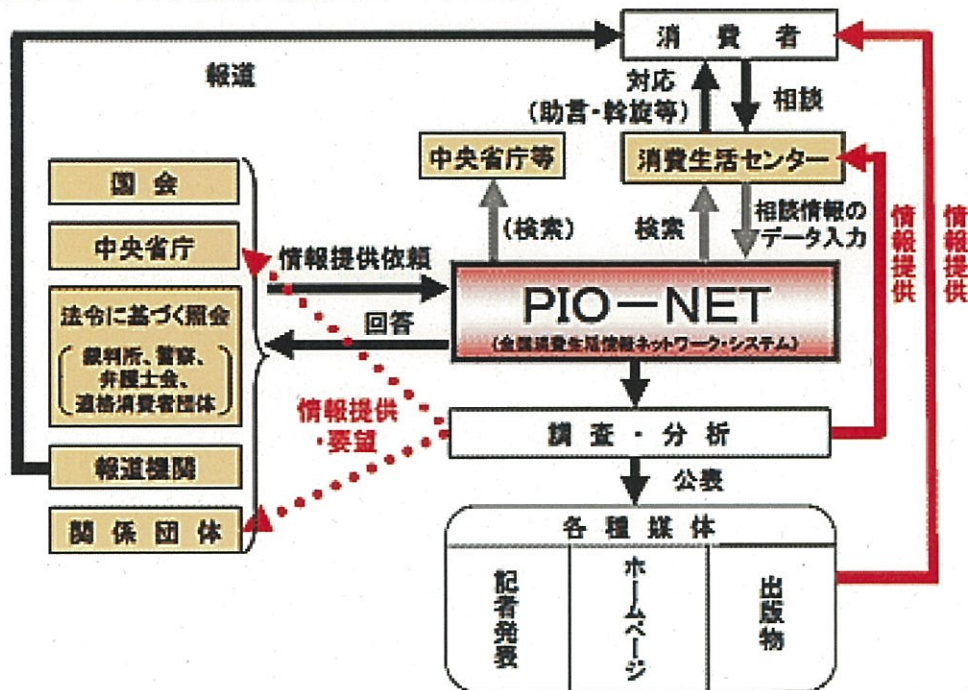 消費者
報道
対応
(助言・斡旋等)
相談
中央省庁等
消費生活センター
国会
中央省庁
法令に基づく照会
裁判所、警察、
弁護士会、
適格消費者団体
報道機関
関係団体
情報提供依頼
回答
(検索)
検索
相談情報の
データ入力
情報提供
情報提供
PIO-NET
(全国消費生活情報ネットワーク・システム)
情報提供
・要望
調査・分析
公表
各種媒体
記者発表
ホームページ
出版物